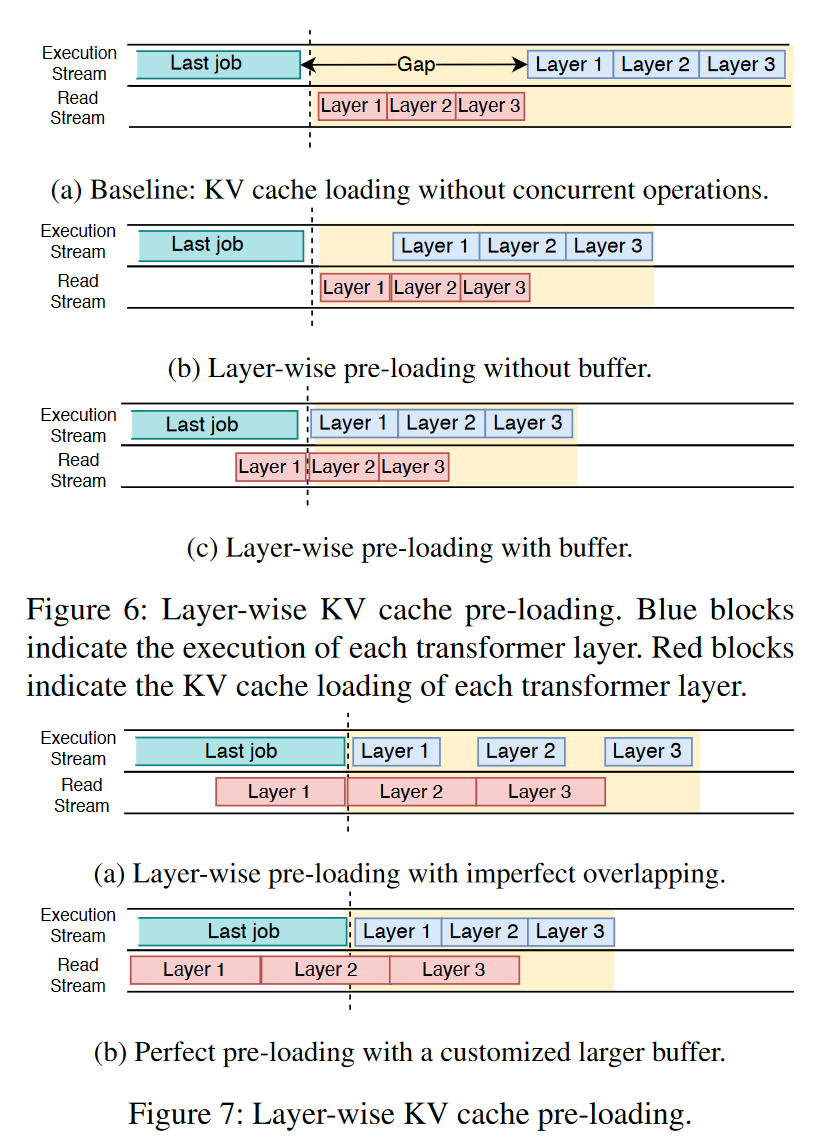 Execution
Stream
Last job
Gap
Layer 1 Layer 2 Layer 3
Read
Stream
Layer 1 Layer 2 Layer 3
(a) Baseline: KV cache loading without concurrent operations.
Execution
Stream
Last job
Layer 1 Layer 2 Layer 3
Read
Stream
Layer 1 Layer 2 Layer 3
(b) Layer-wise pre-loading without buffer.
Execution
Stream
Last job
Layer 1 Layer 2 Layer 3
Read
Stream
Layer 1 Layer 2 Layer 3
(c) Layer-wise pre-loading with buffer.
Figure 6: Layer-wise KV cache pre-loading. Blue blocks
indicate the execution of each transformer layer. Red blocks
indicate the KV cache loading of each transformer layer.
Execution
Stream
Last job
Layer 1 Layer 2 Layer 3
Read
Stream
Layer 1 Layer 2 Layer 3
(a) Layer-wise pre-loading with imperfect overlapping.
Execution
Stream
Last job
Layer 1 Layer 2 Layer 3
Read
Stream
Layer 1 Layer 2 Layer 3
(b) Perfect pre-loading with a customized larger buffer.
Figure 7: Layer-wise KV cache pre-loading.